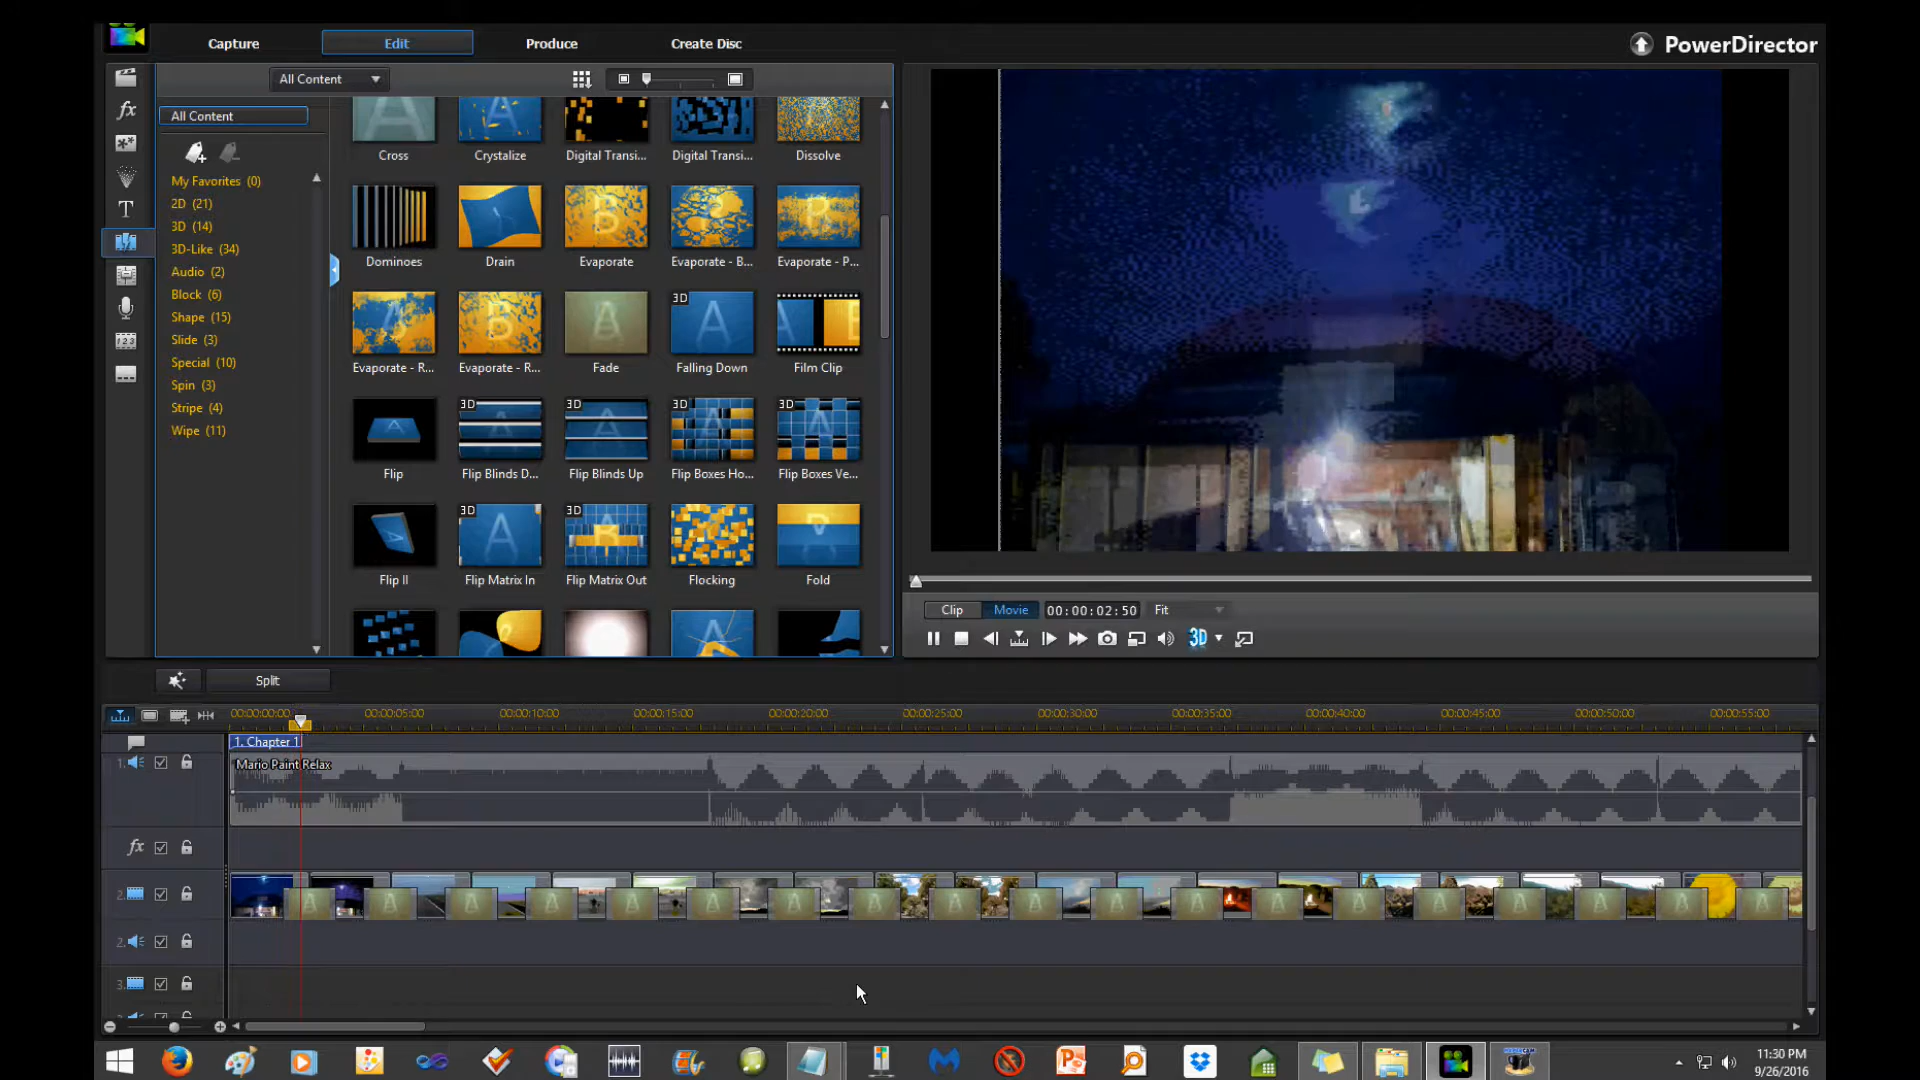 Capture Edit Produce Create Disc PowerDirector
All Content
All Content
My Favorites (0)
2D (21)
3D (14)
3D-Like (34)
Audio (2)
Block (6)
Shape (15)
Slide (3)
Special (10)
Spin (3)
Stripe (4)
Wipe (11)
Cross Crystalize Digital Transi... Digital Transi... Dissolve
Dominoes Drain Evaporate Evaporate - B... Evaporate - P...
3D
Evaporate - R... Evaporate - R... Fade Falling Down Film Clip
3D 3D 3D 3D
Flip Flip Blinds D... Flip Blinds Up Flip Boxes Ho... Flip Boxes Ve...
3D 3D
Flip II Flip Matrix In Flip Matrix Out Flocking Fold
Clip Movie 00:00:02:50 Fit
3D
Split
00:00:00:00 00:00:05:00 00:00:10:00 00:00:15:00 00:00:20:00 00:00:25:00 00:00:30:00 00:00:35:00 00:00:40:00 00:00:45:00 00:00:50:00 00:00:55:00
1. Chapter 1
1.
Mario Paint Relax
fx
2.
2.
3.
11:30 PM
9/26/2016